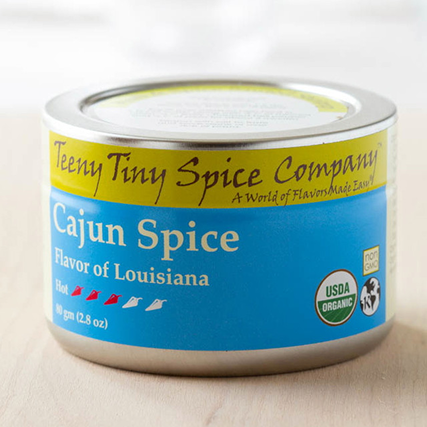 Teeny Tiny Spice Company
A World of Flavors Made Easy
Cajun Spice
Flavor of Louisiana
Hot
80 gm (2.8 oz)
USDA
ORGANIC
non
GMO
K